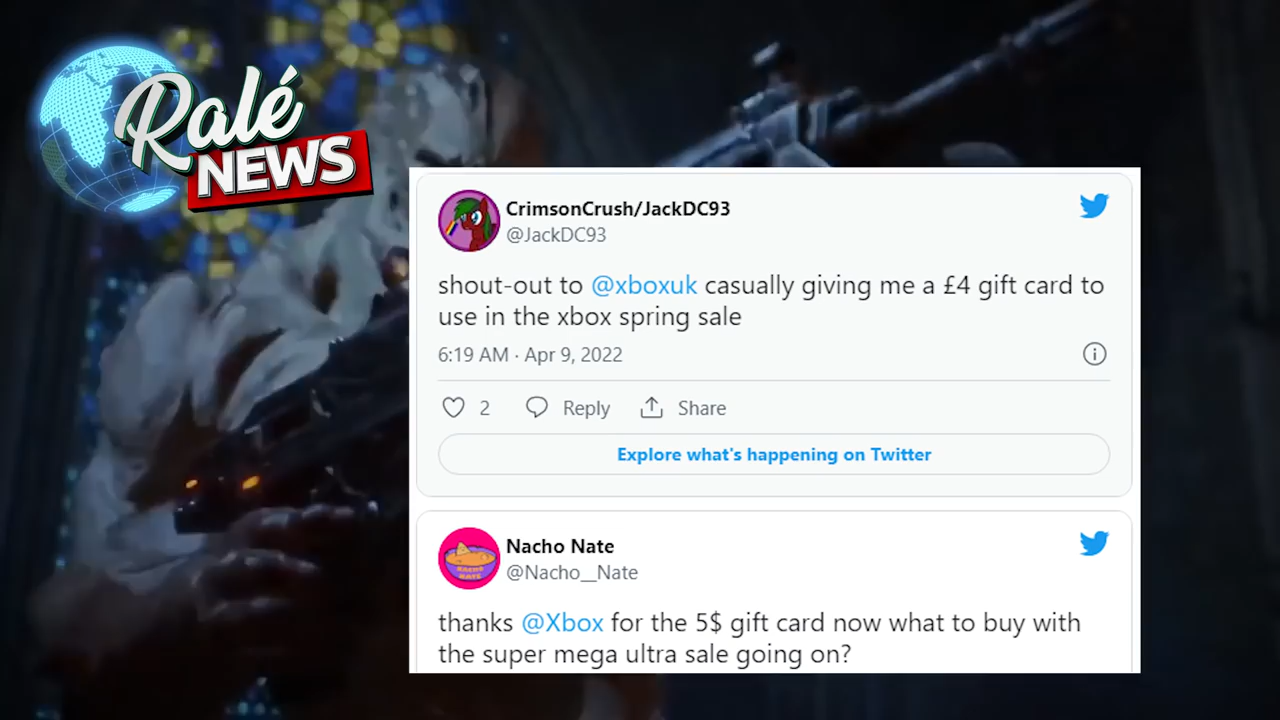 Ralé
NEWS
CrimsonCrush/JackDC93
@JackDC93
shout-out to @xboxuk casually giving me a £4 gift card to
use in the xbox spring sale
6:19 AM · Apr 9, 2022
2 Reply Share
Explore what's happening on Twitter
NACHO
NATE
Nacho Nate
@Nacho__Nate
thanks @Xbox for the 5$ gift card now what to buy with
the super mega ultra sale going on?